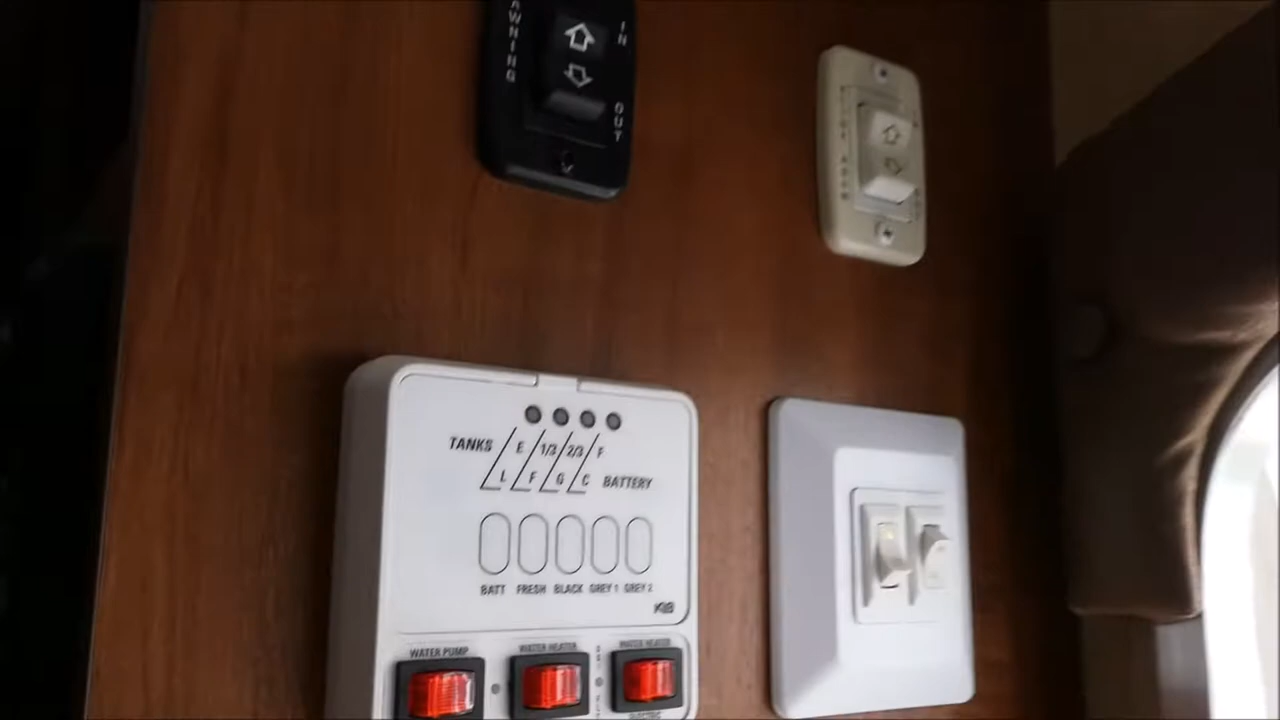 AWNING
IN
OUT
TANKS E 1/3 2/3 F
L F G C BATTERY
BATT FRESH BLACK GREY 1 GREY 2
KIB
WATER PUMP WATER HEATER WATER HEATER
ELECTRIC